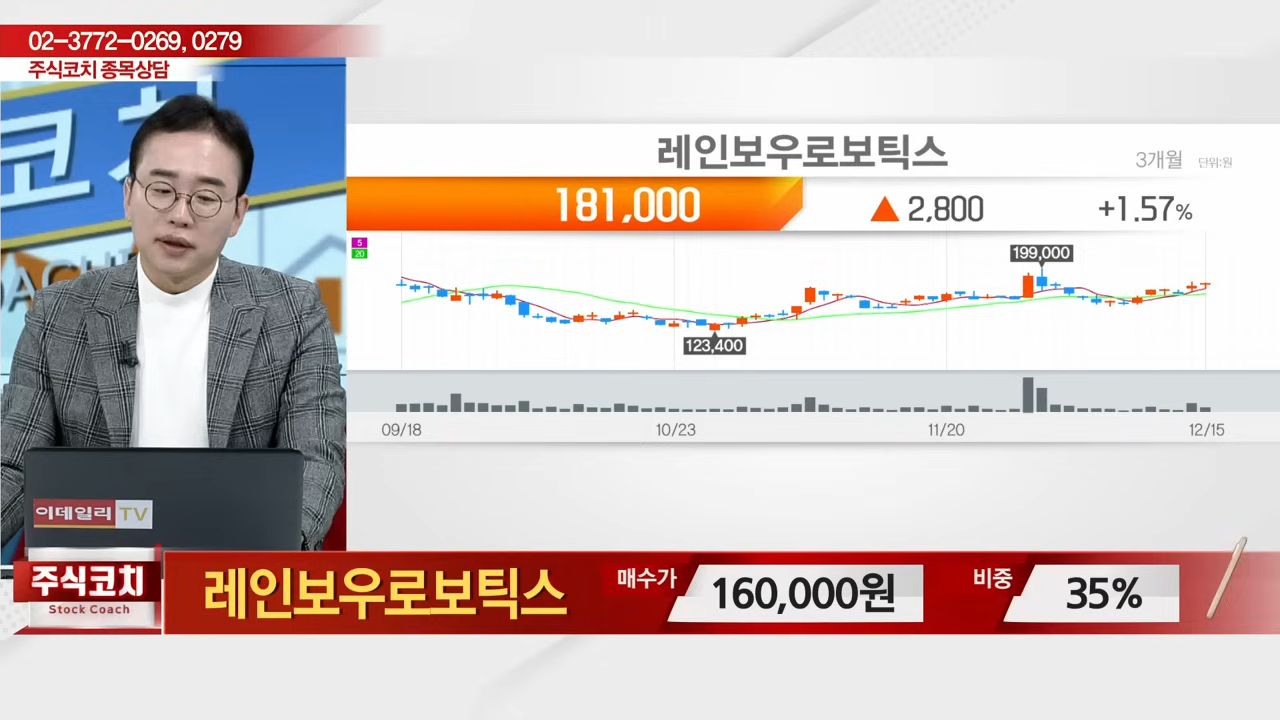 02-3772-0269, 0279
주식코치 종목상담
코치
레인보우로보틱스
3개월 단위:원
181,000 ▲ 2,800 +1.57%
5
20
199,000
123,400
09/18 10/23 11/20 12/15
이데일리 TV
주식코치
Stock Coach
레인보우로보틱스 매수가 160,000원 비중 35%